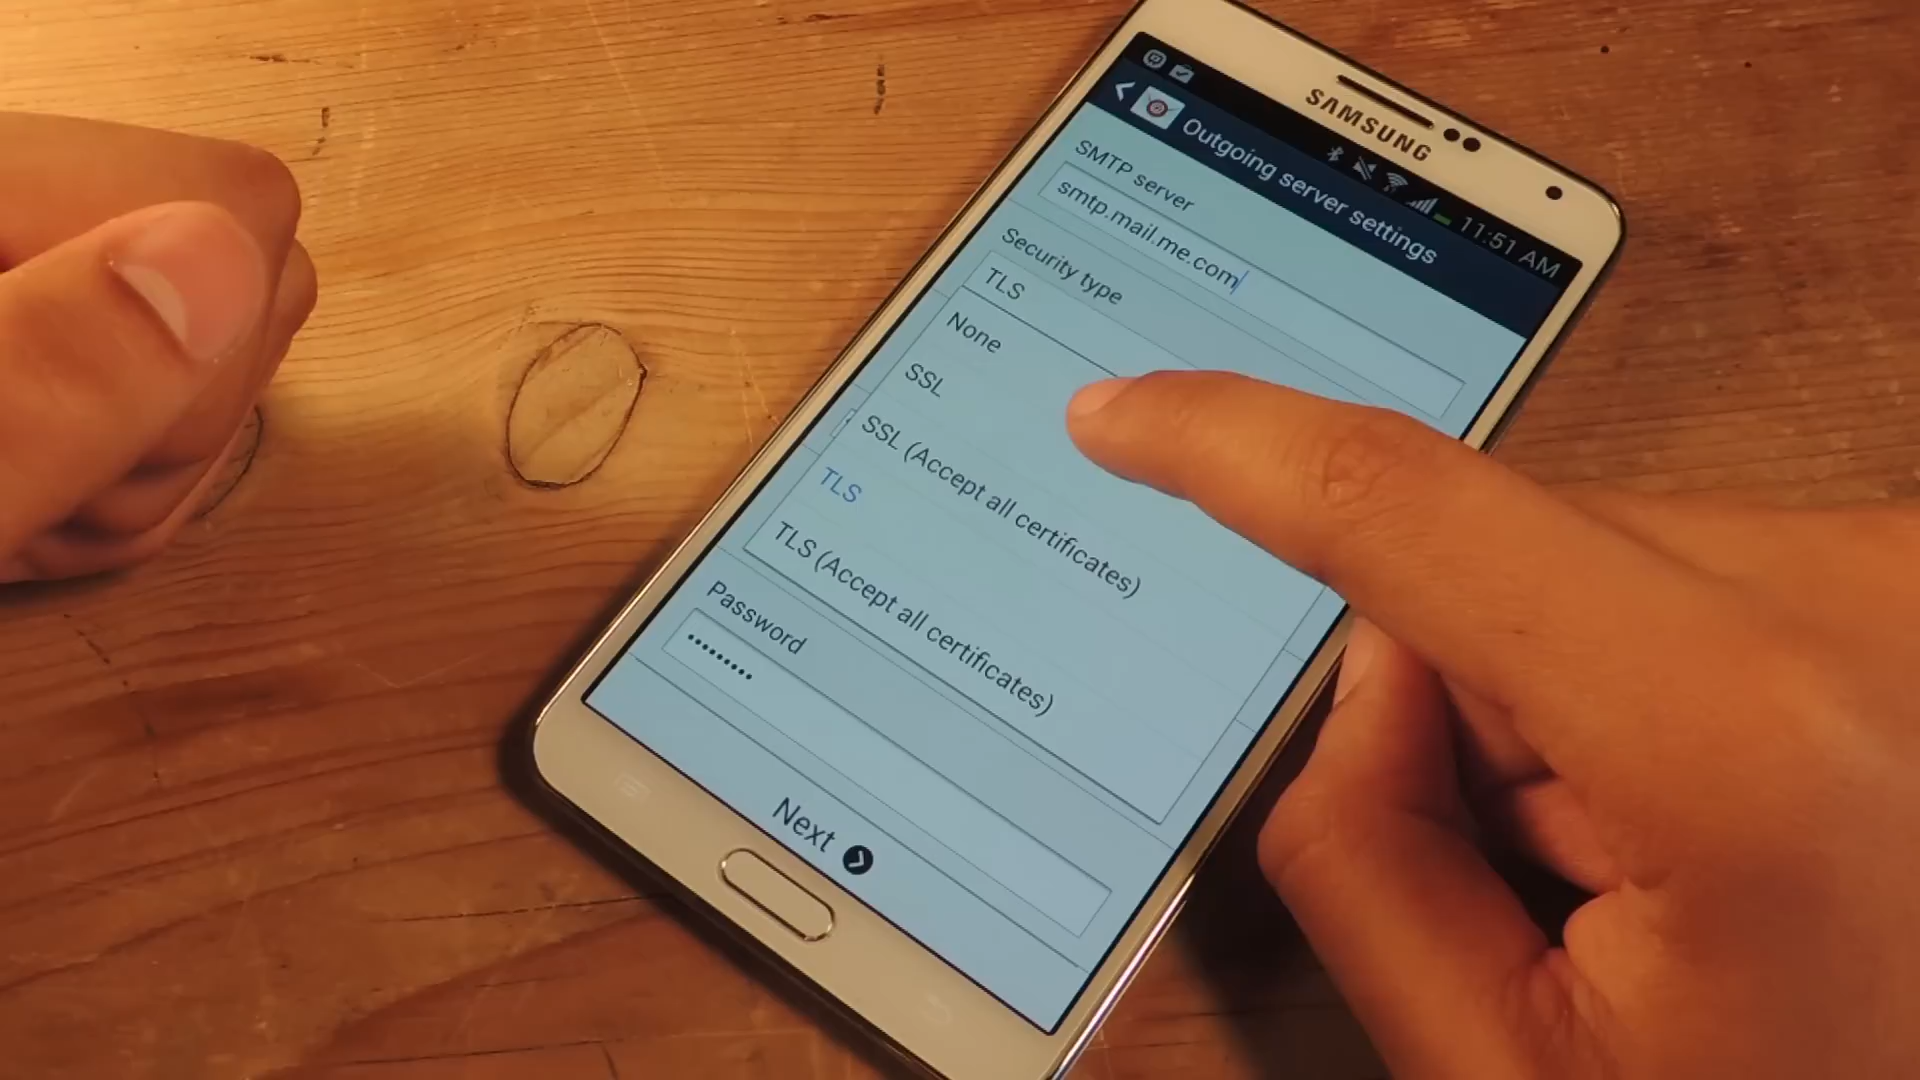 SAMSUNG
11:51 AM
Outgoing server settings
SMTP server
smtp.mail.me.com
Security type
TLS
None
SSL
SSL (Accept all certificates)
TLS
TLS (Accept all certificates)
Password
•••••••••
Next